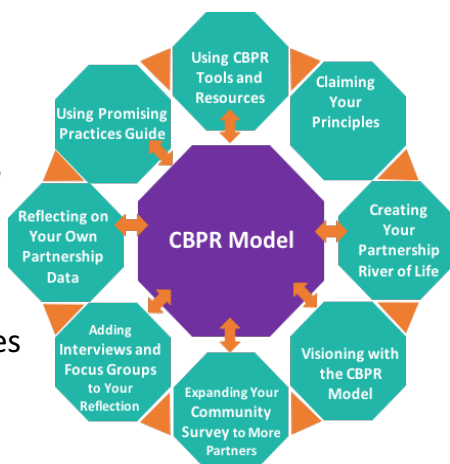 Using CBPR
Tools and
Resources
Claiming
Your
Principles
Creating
Your
Partnership
River of Life
Visioning with
the CBPR
Model
Expanding Your
Community
Survey to More
Partners
Adding
Interviews and
Focus Groups
to Your
Reflection
Reflecting on
Your Own
Partnership
Data
Using Promising
Practices Guide
CBPR Model
es